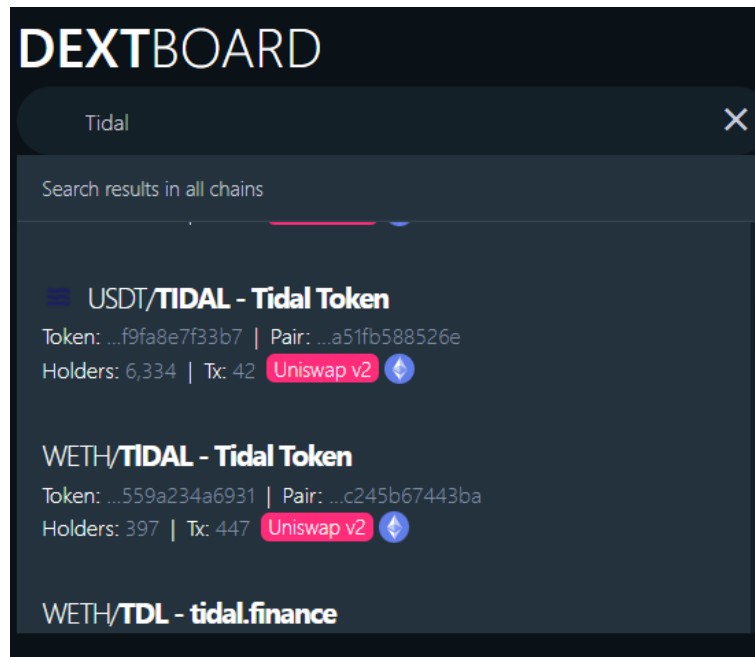 DEXTBOARD
Tidal
Search results in all chains
USDT/TIDAL - Tidal Token
Token: ...f9fa8e7f33b7 | Pair: ...a51fb588526e
Holders: 6,334 | Tx: 42 Uniswap v2
WETH/TIDAL - Tidal Token
Token: ...559a234a6931 | Pair: ...c245b67443ba
Holders: 397 | Tx: 447 Uniswap v2
WETH/TDL - tidal.finance